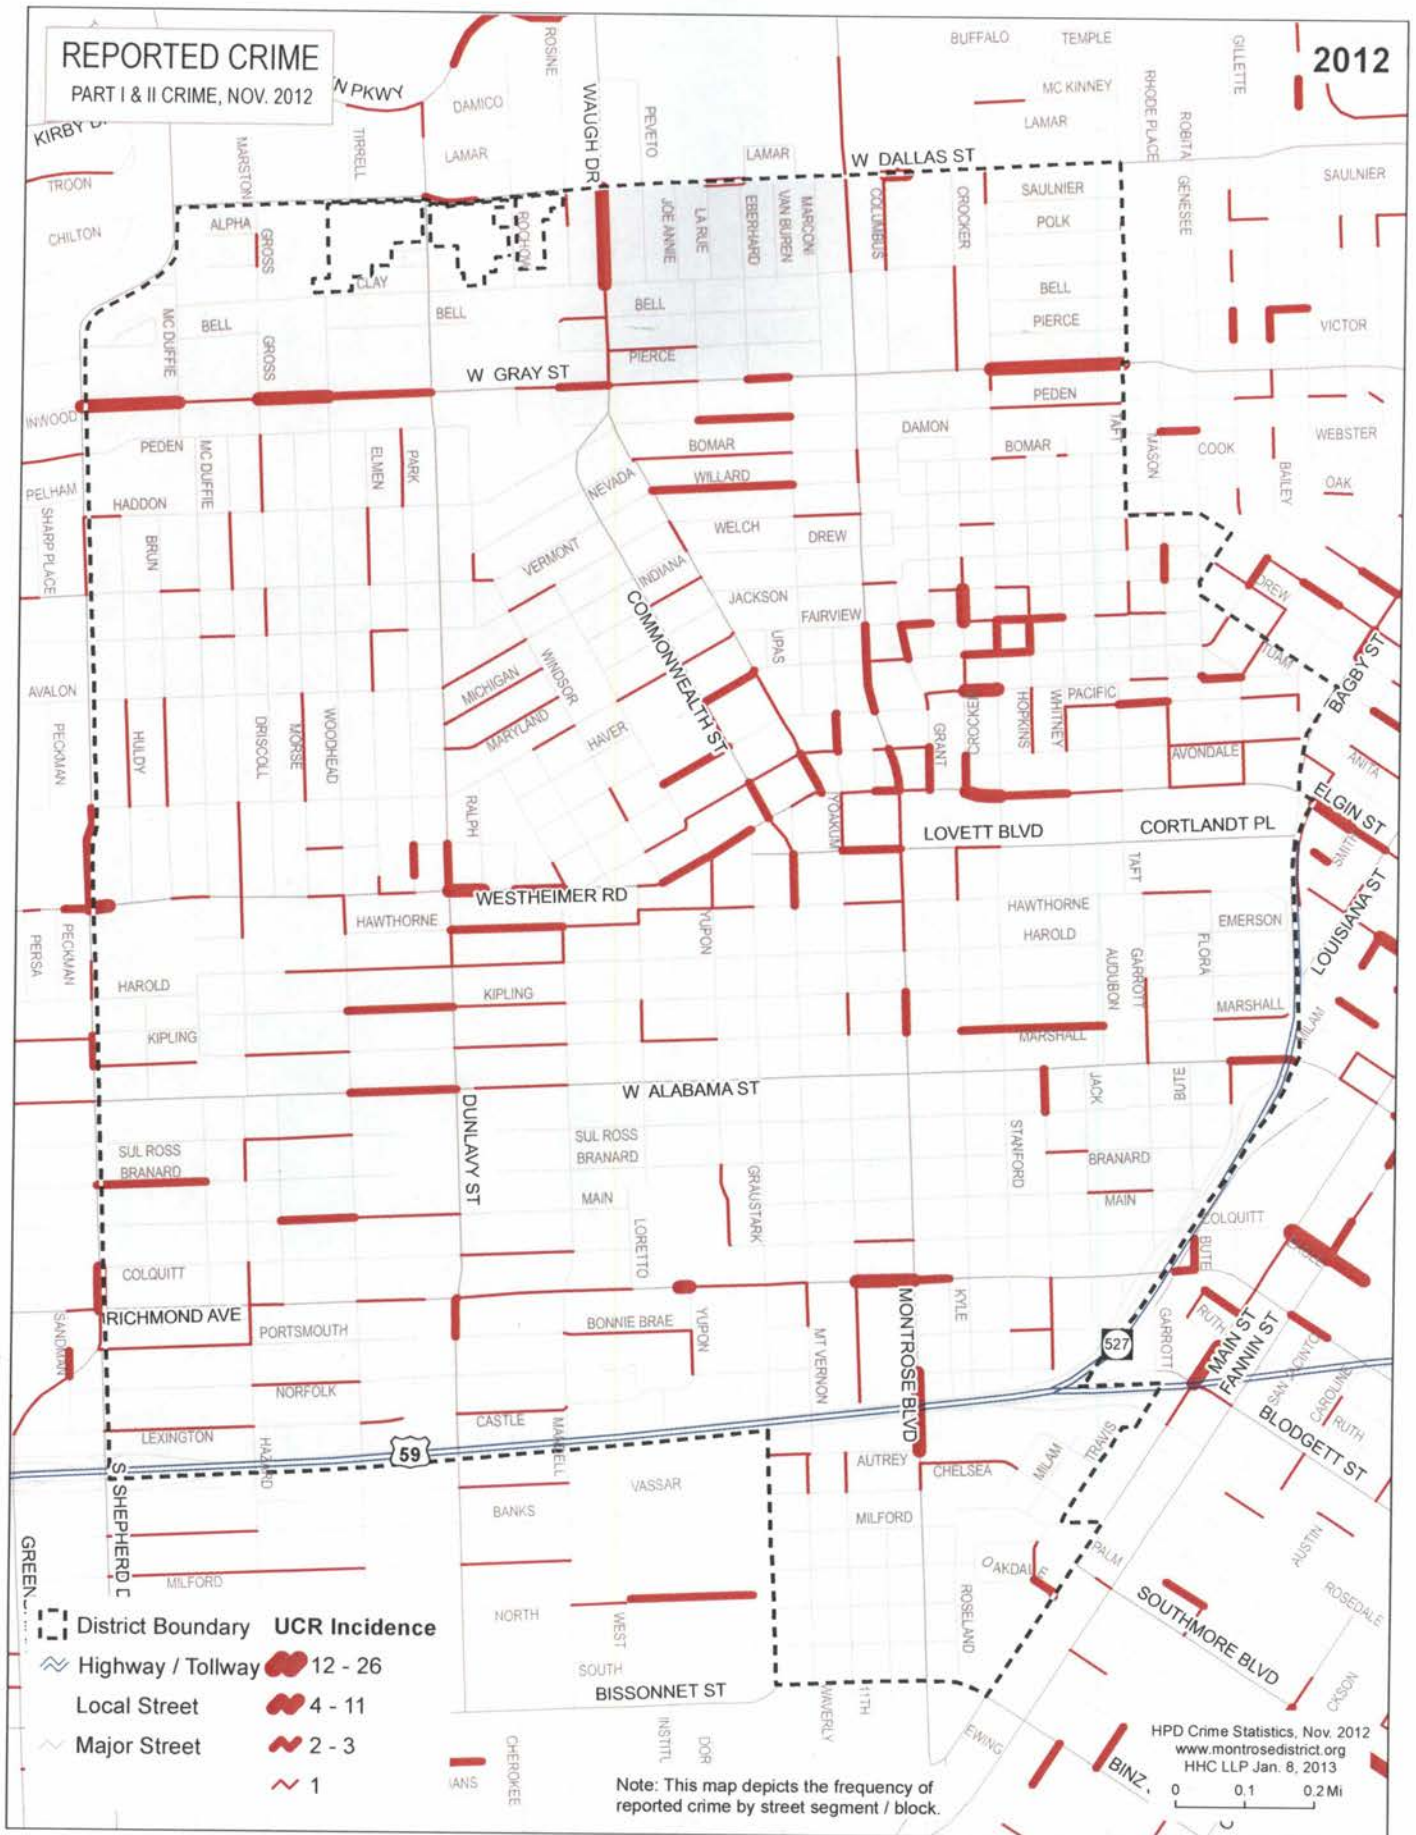 REPORTED CRIME
PART I & II CRIME, NOV. 2012
2012
BUFFALO
TEMPLE
GILLETTE
ROSINE
N PKWY
DAMICO
WAUGH DR
PEVETO
MC KINNEY
LAMAR
RHODE PLACE
ROBITA
KIRBY
TIRRELL
MARSTON
LAMAR
LAMAR
W DALLAS ST
TROON
CHILTON
ALPHA
GROSS
ROCHOW
JOE ANNIE
LA RUE
EBERHARD
VAN BUREN
MARCONI
COLUMBUS
CROCKER
SAULNIER
POLK
GENESEE
SAULNIER
CLAY
BELL
BELL
BELL
BELL
MC DUFFIE
GROSS
PIERCE
PIERCE
VICTOR
W GRAY ST
INWOOD
PEDEN
PEDEN
MC DUFFIE
ELMEN
PARK
BOMAR
DAMON
BOMAR
TAFT
MASON
COOK
WEBSTER
PELHAM
HADDON
NEVADA
WILLARD
BAILEY
OAK
SHARP PLACE
BRUN
VERMONT
INDIANA
WELCH
DREW
JACKSON
FAIRVIEW
DREW
COMMONWEALTH ST
UPAS
TUAM
AVALON
MICHIGAN
WINDSOR
MARYLAND
HAVER
PACIFIC
BAGBY ST
PECKMAN
HULDY
DRISCOLL
MORSE
WOODHEAD
GRANT
CROCKER
HOPKINS
WHITNEY
AVONDALE
ANITA
RALPH
YOAKUM
LOVETT BLVD
CORTLANDT PL
ELGIN ST
SMITH
TAFT
WESTHEIMER RD
HAWTHORNE
YUPON
HAWTHORNE
HAROLD
EMERSON
LOUISIANA ST
PERSA
PECKMAN
HAROLD
KIPLING
AUDUBON
GARROTT
FLORA
KIPLING
MARSHALL
MARSHALL
MILAM
W ALABAMA ST
JACK
BUTE
DUNLAVY ST
SUL ROSS
BRANARD
SUL ROSS
BRANARD
STANFORD
BRANARD
MAIN
GRAUSTARK
MAIN
LORETTO
COLQUITT
COLQUITT
BUTE
RICHMOND AVE
PORTSMOUTH
BONNIE BRAE
YUPON
MT VERNON
MONTROSE BLVD
KYLE
527
GARROTT
RUTH
MAIN ST
FANNIN ST
SAN JACINTO
SANDMAN
NORFOLK
CAROLINE
RUTH
LEXINGTON
HAZARD
CASTLE
MANDELL
BLODGETT ST
59
AUTREY
CHELSEA
MILAM
TRAVIS
VASSAR
S SHEPHERD D
BANKS
MILFORD
AUSTIN
GREEN
MILFORD
OAKDALE
PALM
ROSEDALE
NORTH
WEST
ROSELAND
SOUTHMORE BLVD
SOUTH
BISSONNET ST
CKSON
WAVERLY
11TH
EWING
INSTITL
DOR
CHEROKEE
IANS
BINZ
District Boundary
UCR Incidence
Highway / Tollway
12 - 26
Local Street
4 - 11
Major Street
2 - 3
1
Note: This map depicts the frequency of
reported crime by street segment / block.
HPD Crime Statistics, Nov. 2012
www.montrosedistrict.org
HHC LLP Jan. 8, 2013
0 0.1 0.2 Mi